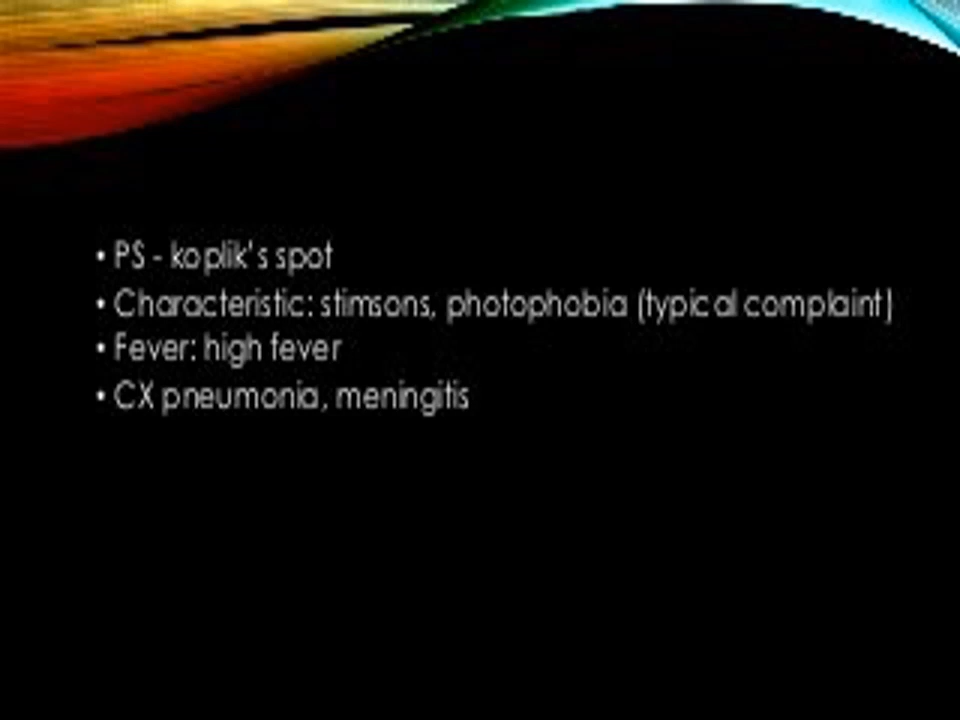 • PS - koplik's spot
• Characteristic: stimsons, photophobia (typical complaint)
• Fever: high fever
• CX pneumonia, meningitis